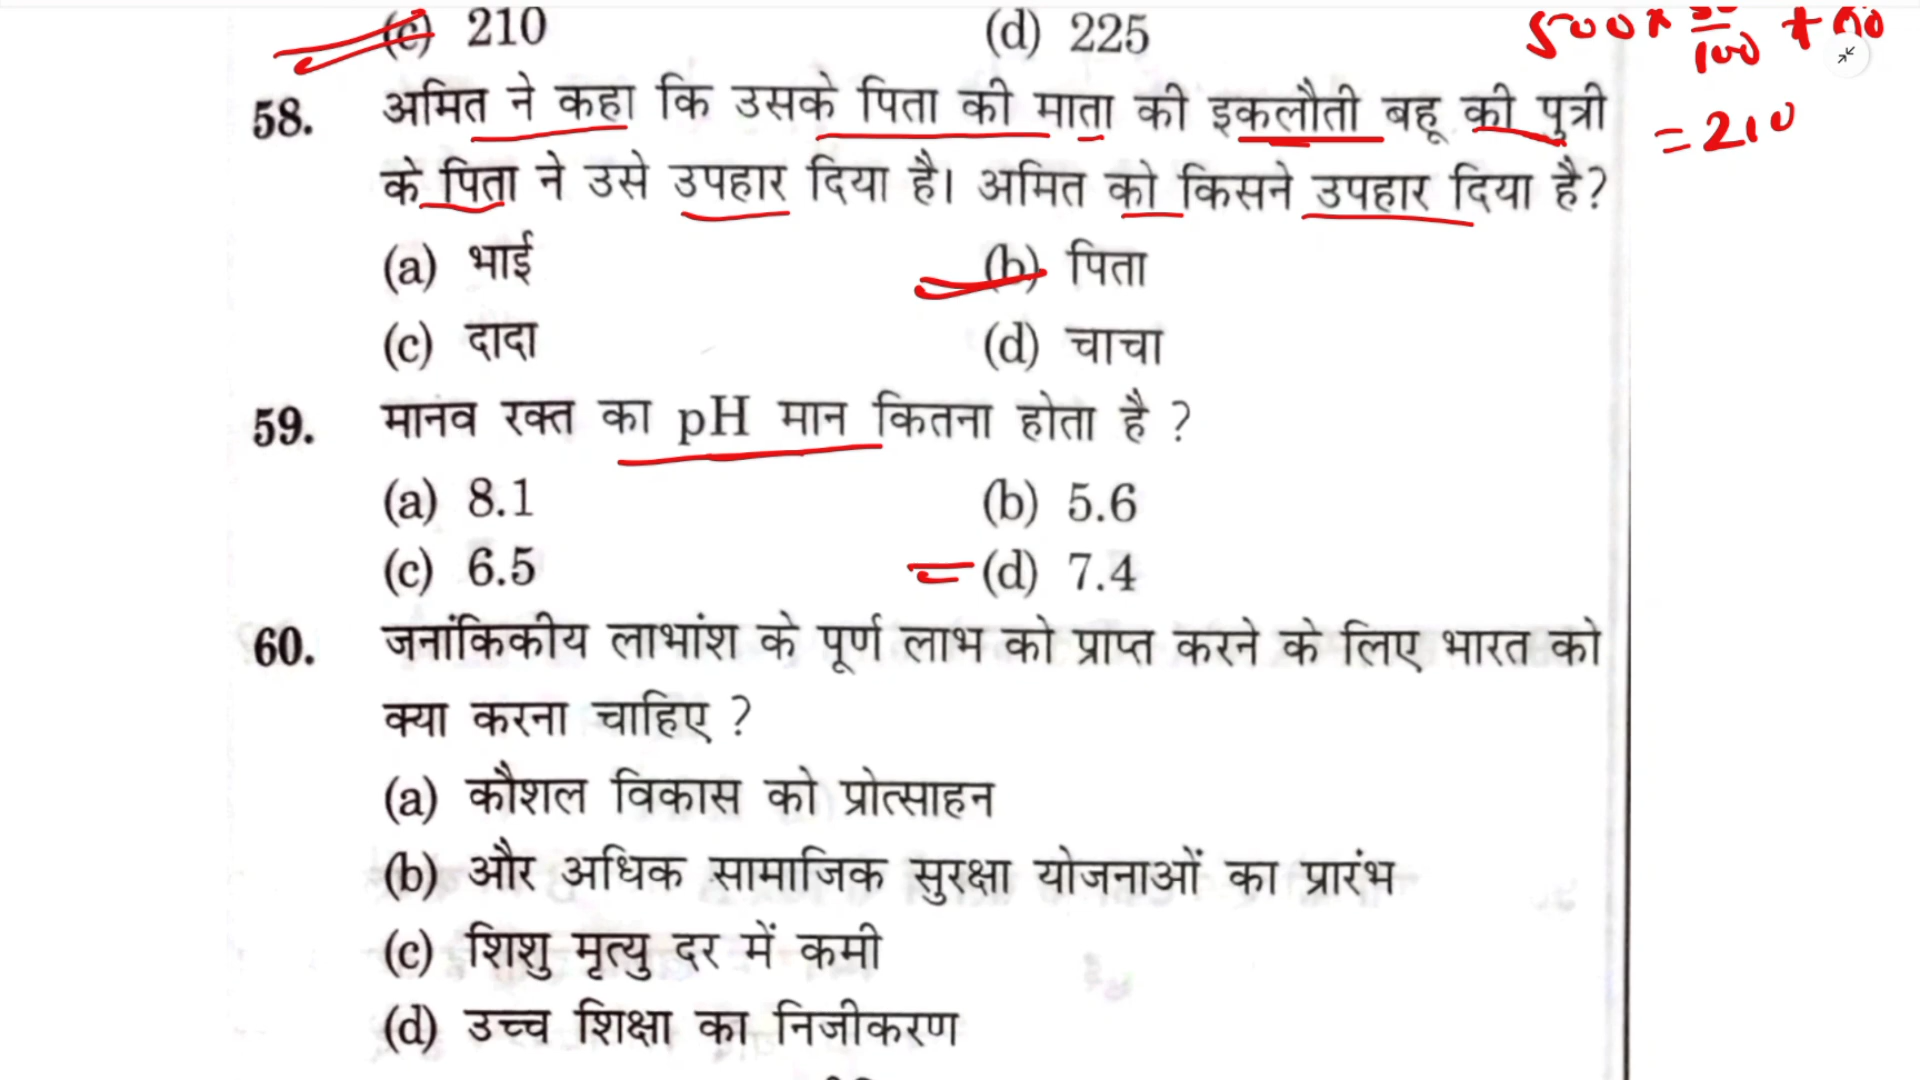 (c) 210
(d) 225
500 × /100 +
= 210
58. अमित ने कहा कि उसके पिता की माता की इकलौती बहू की पुत्री
के पिता ने उसे उपहार दिया है। अमित को किसने उपहार दिया है?
(a) भाई
(b) पिता
(c) दादा
(d) चाचा
59. मानव रक्त का pH मान कितना होता है ?
(a) 8.1
(b) 5.6
(c) 6.5
(d) 7.4
60. जनांकिकीय लाभांश के पूर्ण लाभ को प्राप्त करने के लिए भारत को
क्या करना चाहिए ?
(a) कौशल विकास को प्रोत्साहन
(b) और अधिक सामाजिक सुरक्षा योजनाओं का प्रारंभ
(c) शिशु मृत्यु दर में कमी
(d) उच्च शिक्षा का निजीकरण